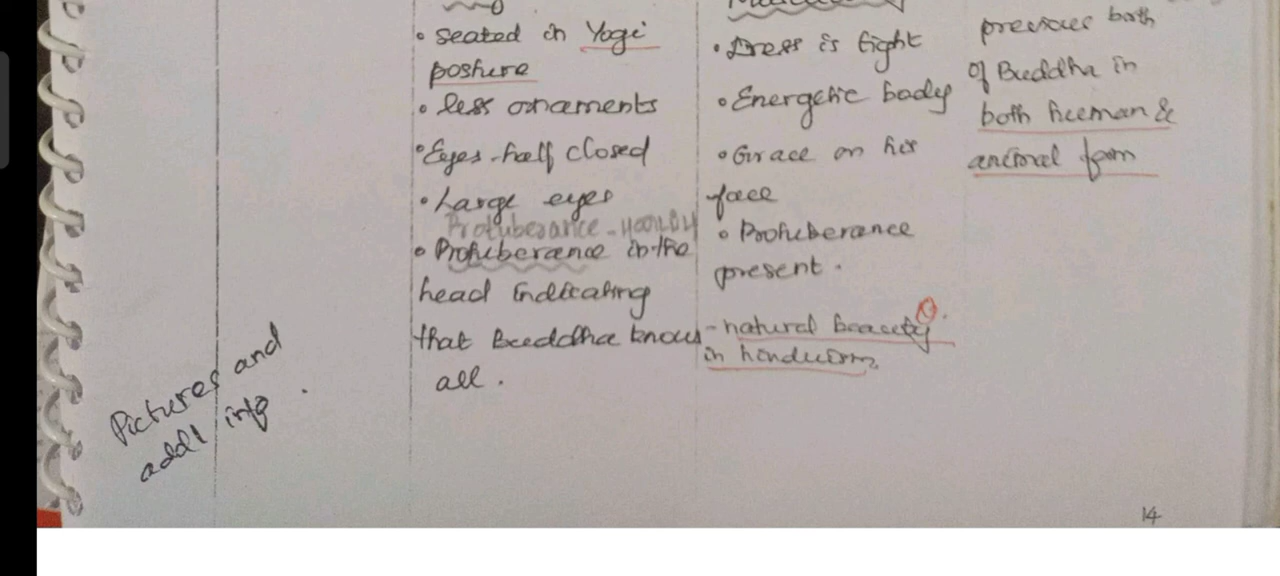 • seated in Yogi
posture
• less ornaments
• Eyes-half closed
• Large eyes
Protuberance -
• Protuberance in the
head indicating
that Buddha knows
all.
• Dress is tight
• Energetic body
• Grace on his
face
• Protuberance
present.
- natural beauty
in hinduism
previous both
of Buddha in
both human &
animal form
Pictures and
addl info.
14